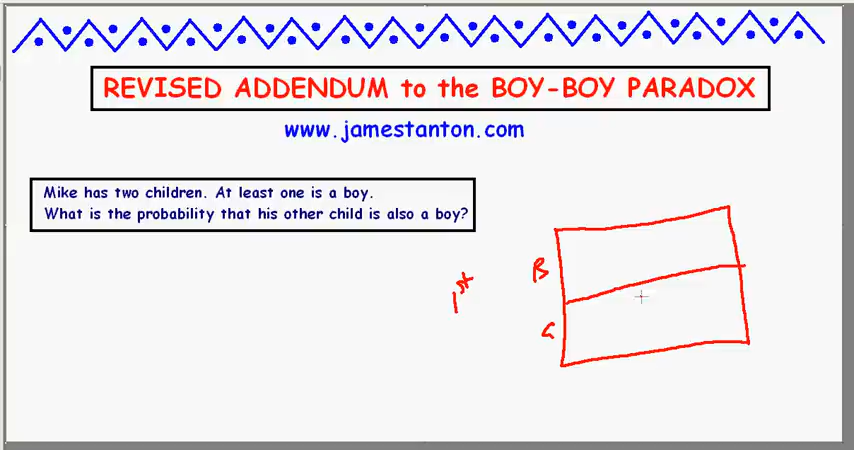 REVISED ADDENDUM to the BOY-BOY PARADOX
www.jamestanton.com
Mike has two children. At least one is a boy.
What is the probability that his other child is also a boy?
B
1st
G